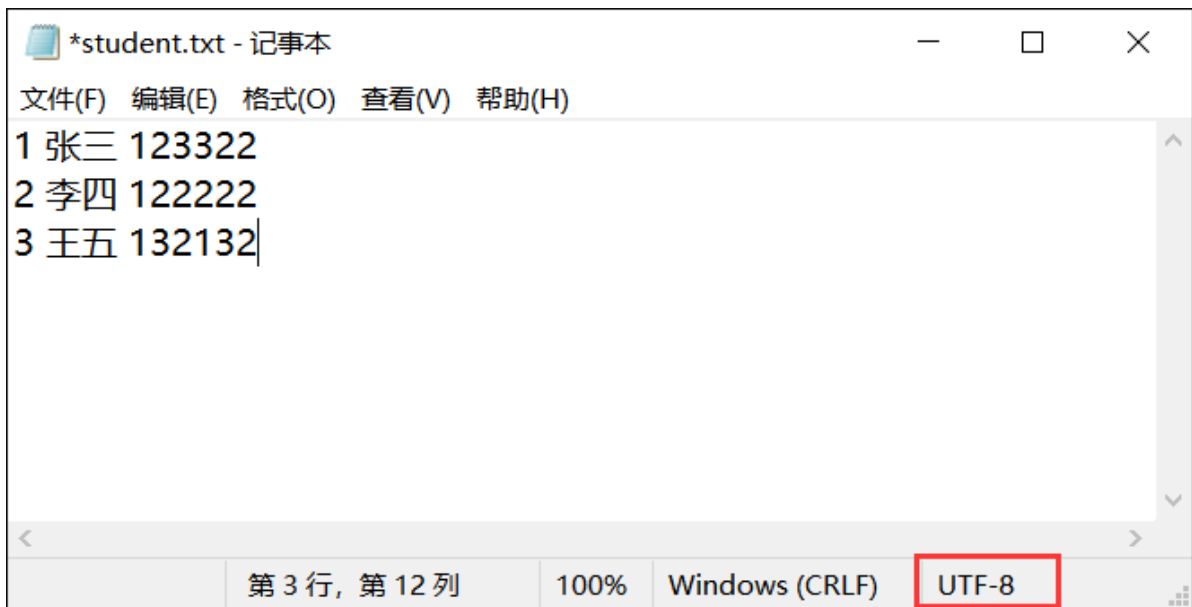 *student.txt - 记事本
文件(F) 编辑(E) 格式(O) 查看(V) 帮助(H)
1 张三 123322
2 李四 122222
3 王五 132132
第 3 行，第 12 列 100% Windows (CRLF) UTF-8